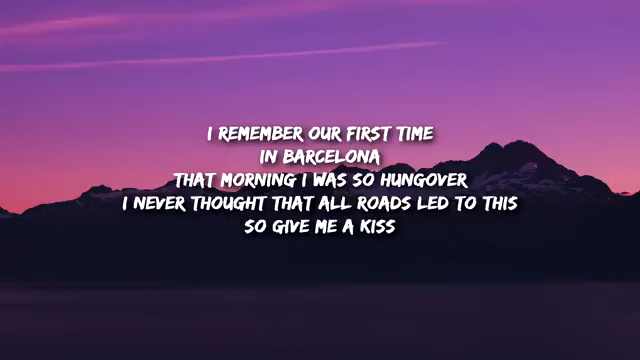 I REMEMBER OUR FIRST TIME
IN BARCELONA
THAT MORNING I WAS SO HUNGOVER
I NEVER THOUGHT THAT ALL ROADS LED TO THIS
SO GIVE ME A KISS